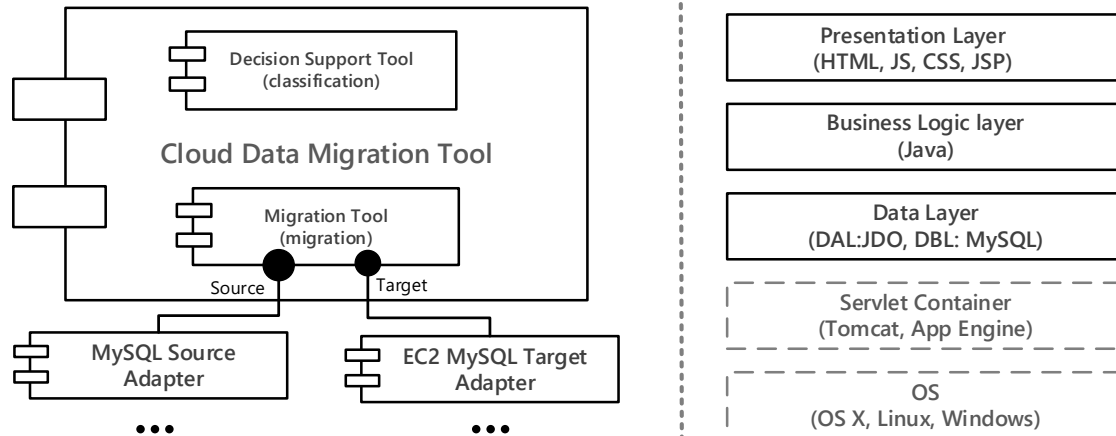 Decision Support Tool
(classification)
Cloud Data Migration Tool
Migration Tool
(migration)
Source
Target
MySQL Source
Adapter
EC2 MySQL Target
Adapter
•••
•••
Presentation Layer
(HTML, JS, CSS, JSP)
Business Logic layer
(Java)
Data Layer
(DAL:JDO, DBL: MySQL)
Servlet Container
(Tomcat, App Engine)
OS
(OS X, Linux, Windows)